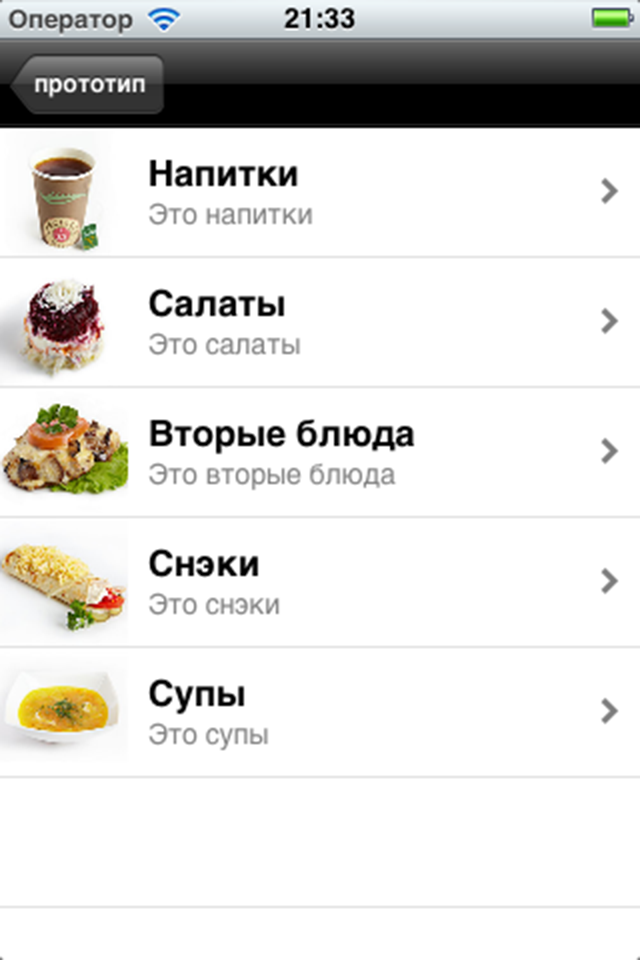 Оператор 21:33
прототип
Напитки
Это напитки
Салаты
Это салаты
Вторые блюда
Это вторые блюда
Снэки
Это снэки
Супы
Это супы